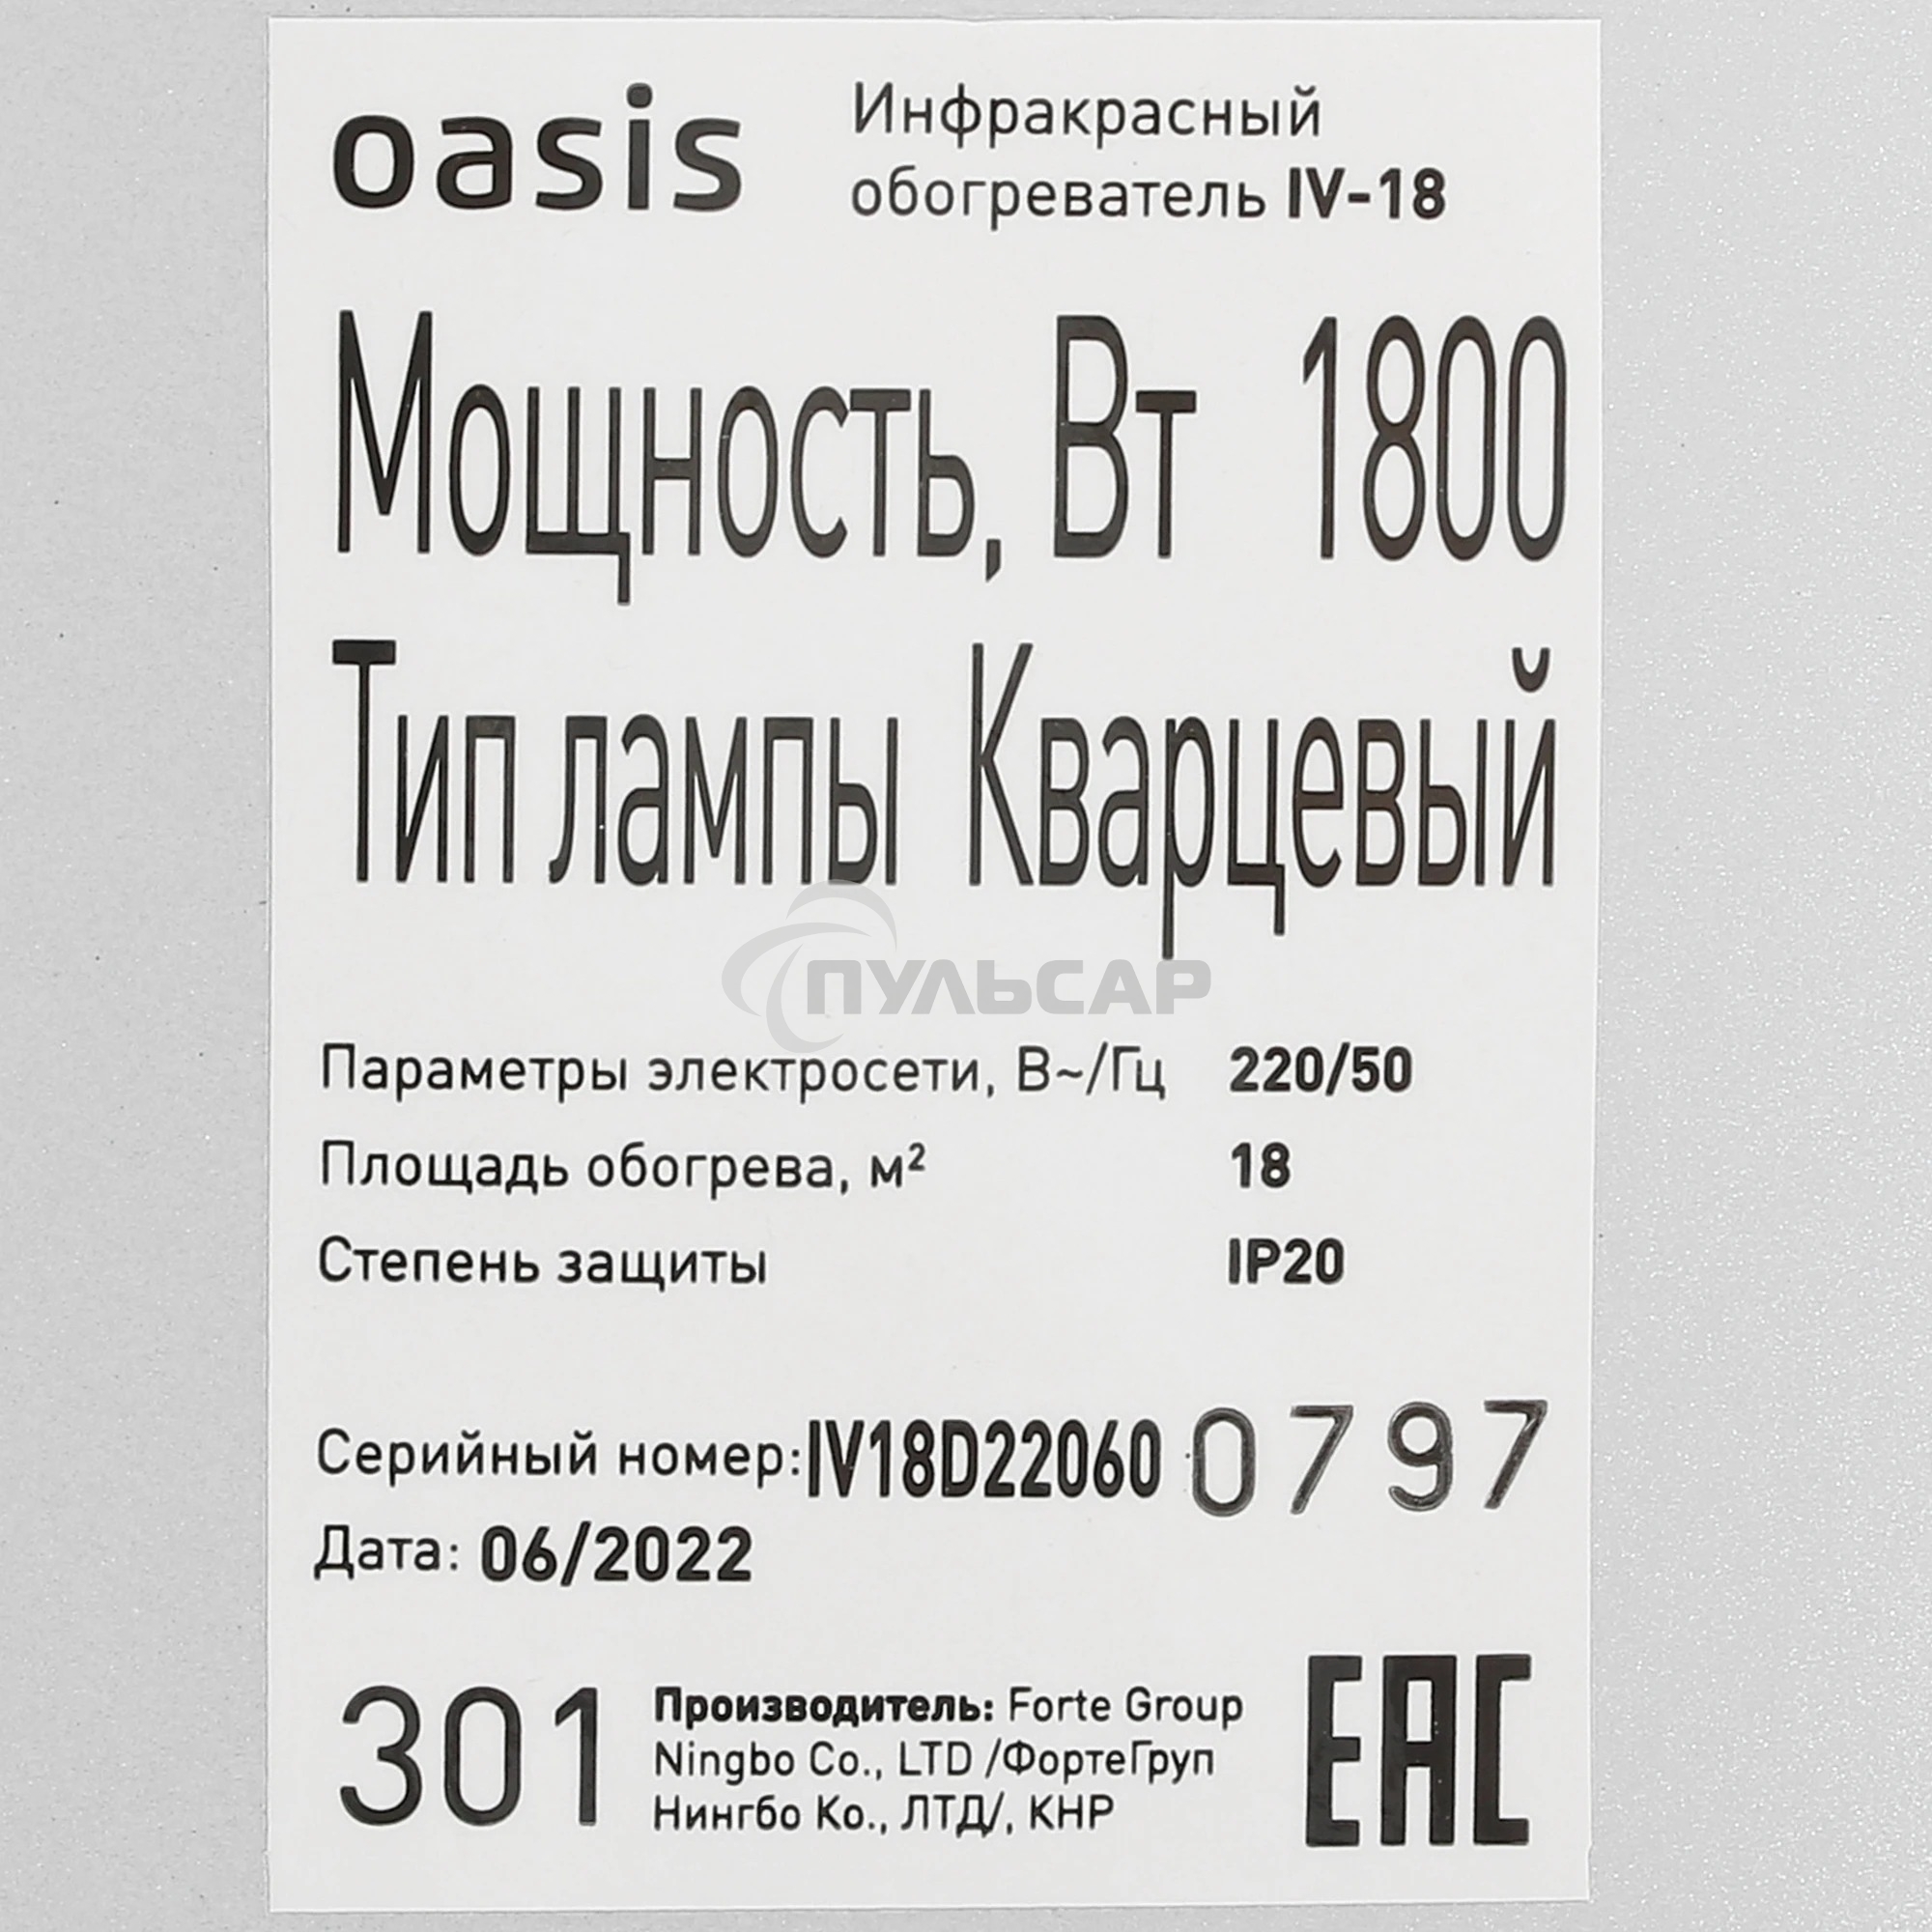 oasis
Инфракрасный
обогреватель IV-18
Мощность, Вт 1800
Тип лампы Кварцевый
ПУЛЬСАР
Параметры электросети, В~/Гц 220/50
Площадь обогрева, м² 18
Степень защиты IP20
Серийный номер: IV18D22060 0797
Дата: 06/2022
301
Производитель: Forte Group
Ningbo Co., LTD /ФортеГруп
Нингбо Ко., ЛТД/, КНР
EAC